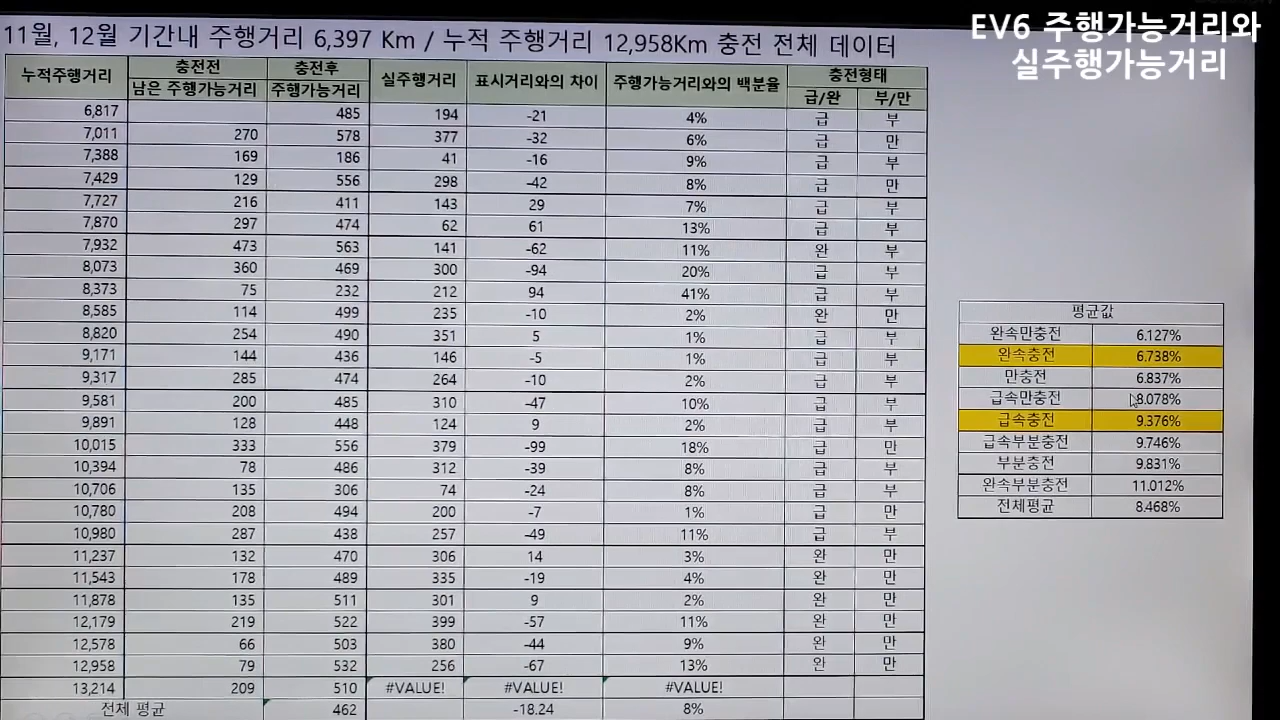 EV6 주행가능거리와
실주행가능거리
11월, 12월 기간내 주행거리 6,397 Km / 누적 주행거리 12,958Km 충전 전체 데이터
누적주행거리 충전전 충전후 실주행거리 표시거리와의 차이 주행가능거리와의 백분율 충전형태
남은 주행가능거리 주행가능거리 급/완 부/만
6,817 485 194 -21 4% 급 부
7,011 270 578 377 -32 6% 급 만
7,388 169 186 41 -16 9% 급 부
7,429 129 556 298 -42 8% 급 만
7,727 216 411 143 29 7% 급 부
7,870 297 474 62 61 13% 급 부
7,932 473 563 141 -62 11% 완 부
8,073 360 469 300 -94 20% 급 부
8,373 75 232 212 94 41% 급 부
8,585 114 499 235 -10 2% 완 만
8,820 254 490 351 5 1% 급 부
9,171 144 436 146 -5 1% 급 부
9,317 285 474 264 -10 2% 급 부
9,581 200 485 310 -47 10% 급 부
9,891 128 448 124 9 2% 급 부
10,015 333 556 379 -99 18% 급 만
10,394 78 486 312 -39 8% 급 부
10,706 135 306 74 -24 8% 급 부
10,780 208 494 200 -7 1% 급 만
10,980 287 438 257 -49 11% 급 부
11,237 132 470 306 14 3% 완 만
11,543 178 489 335 -19 4% 완 만
11,878 135 511 301 9 2% 완 만
12,179 219 522 399 -57 11% 완 만
12,578 66 503 380 -44 9% 완 만
12,958 79 532 256 -67 13% 완 만
13,214 209 510 #VALUE! #VALUE! #VALUE!
전체 평균 462 -18.24 8%
평균값
완속만충전 6.127%
완속충전 6.738%
만충전 6.837%
급속만충전 8.078%
급속충전 9.376%
급속부분충전 9.746%
부분충전 9.831%
완속부분충전 11.012%
전체평균 8.468%